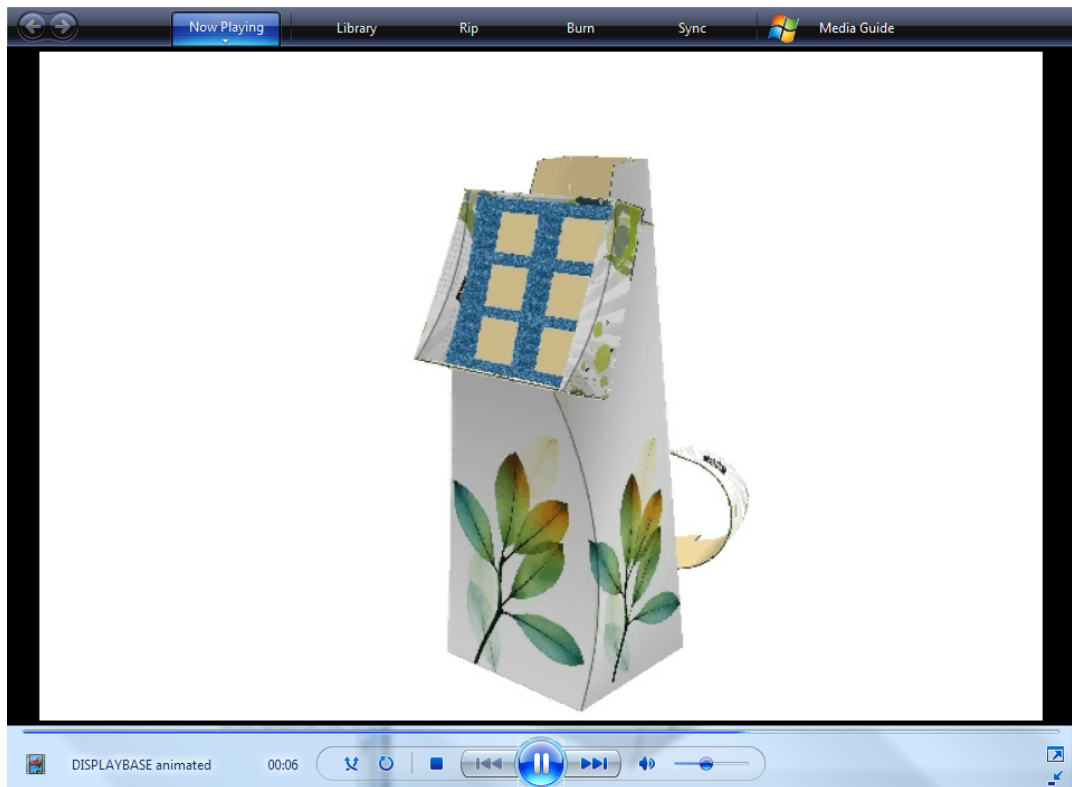 Now Playing
Library
Rip
Burn
Sync
Media Guide
DISPLAYBASE animated
00:06